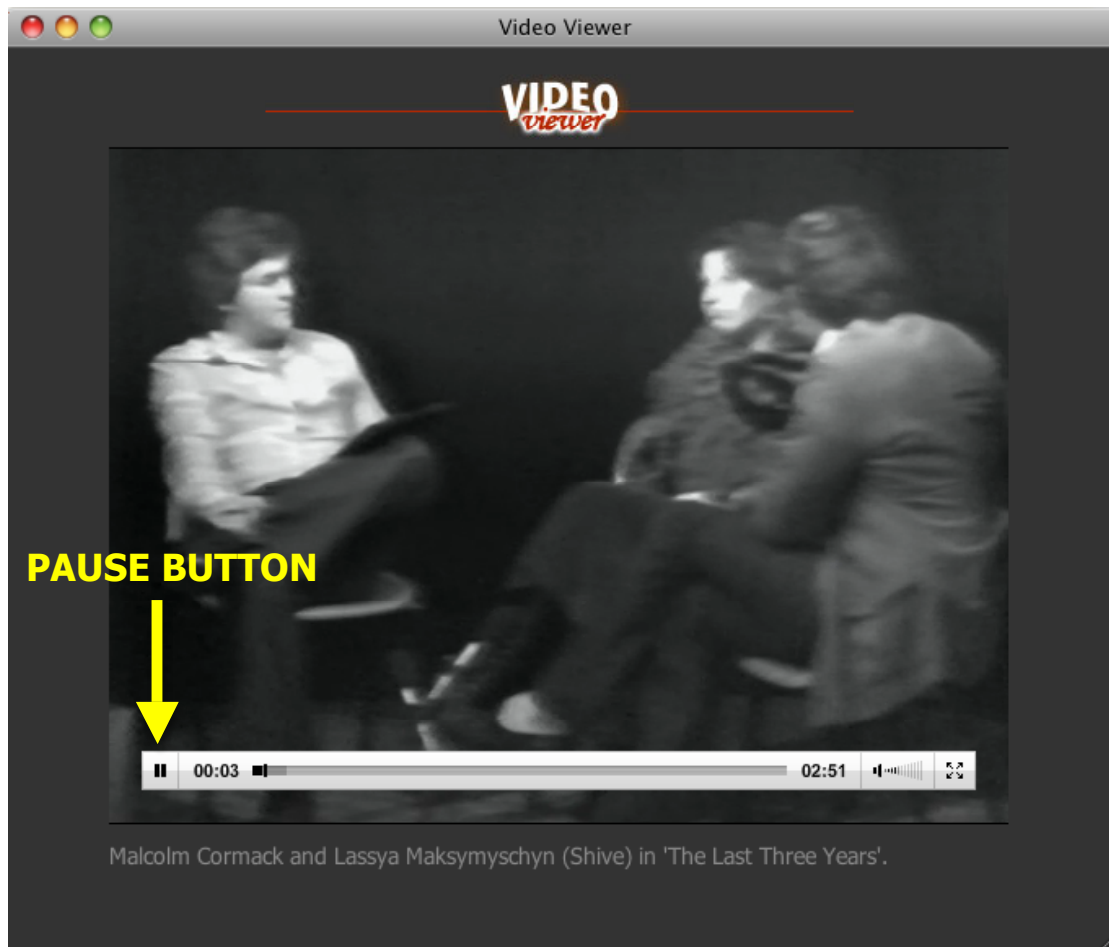 Video Viewer
VIDEO
viewer
PAUSE BUTTON
00:03 02:51
Malcolm Cormack and Lassya Maksymyschyn (Shive) in 'The Last Three Years'.